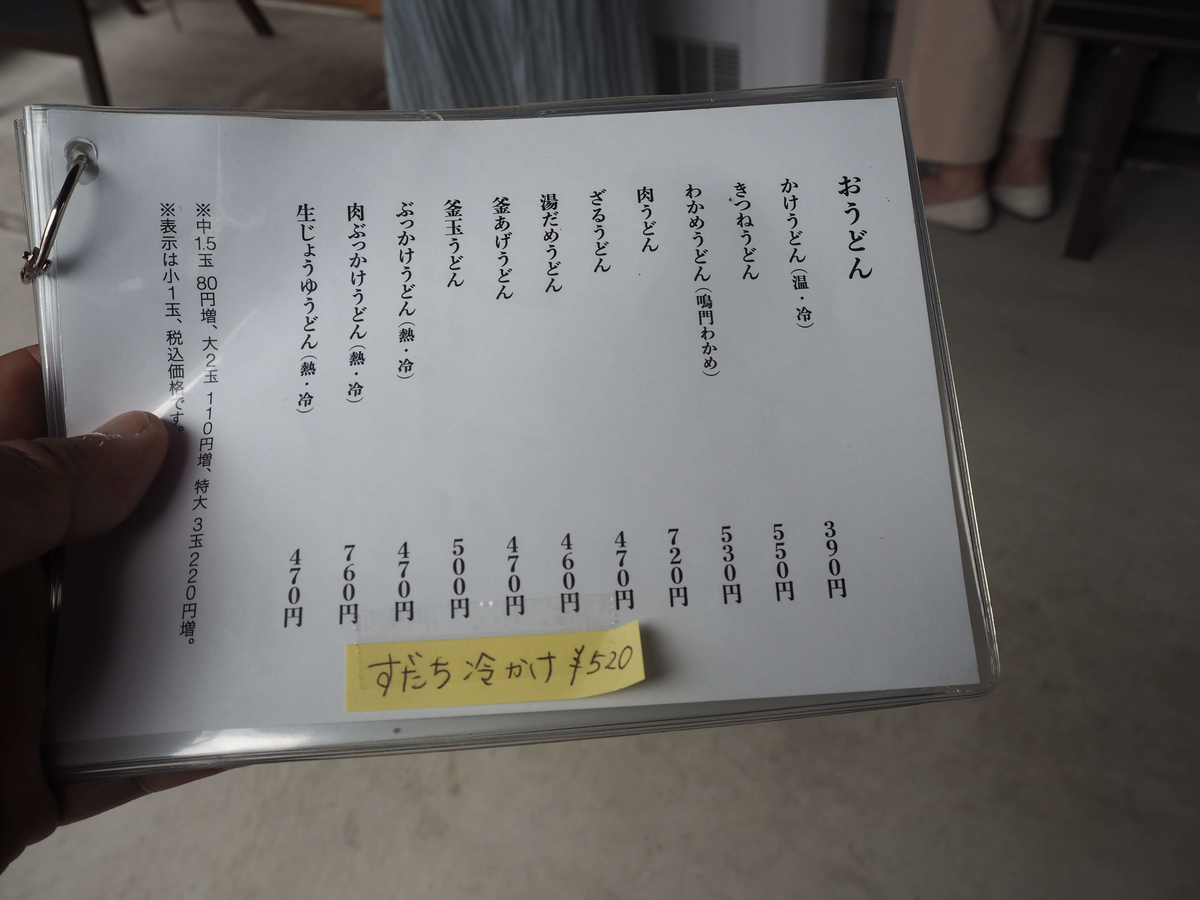 おうどん
かけうどん(温・冷) 390円
きつねうどん 550円
わかめうどん(鳴門わかめ) 530円
肉うどん 720円
ざるうどん 470円
湯だめうどん 460円
釜あげうどん 470円
釜玉うどん 500円
ぶっかけうどん(熱・冷) 470円
肉ぶっかけうどん(熱・冷) 760円
生じょうゆうどん(熱・冷) 470円
※中1.5玉 80円増、大2玉 110円増、特大 3玉220円増。
※表示は小1玉、税込価格です。
すだち 冷かけ ¥520